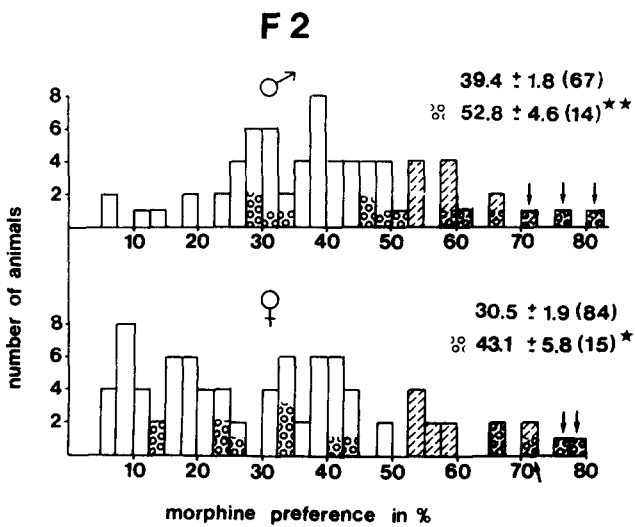 F 2
♂ 39.4 ± 1.8 (67)
52.8 ± 4.6 (14) ★★
8
6
4
2
10 20 30 40 50 60 70 80
♀ 30.5 ± 1.9 (84)
43.1 ± 5.8 (15) ★
8
6
4
2
10 20 30 40 50 60 70 80
number of animals
morphine preference in %